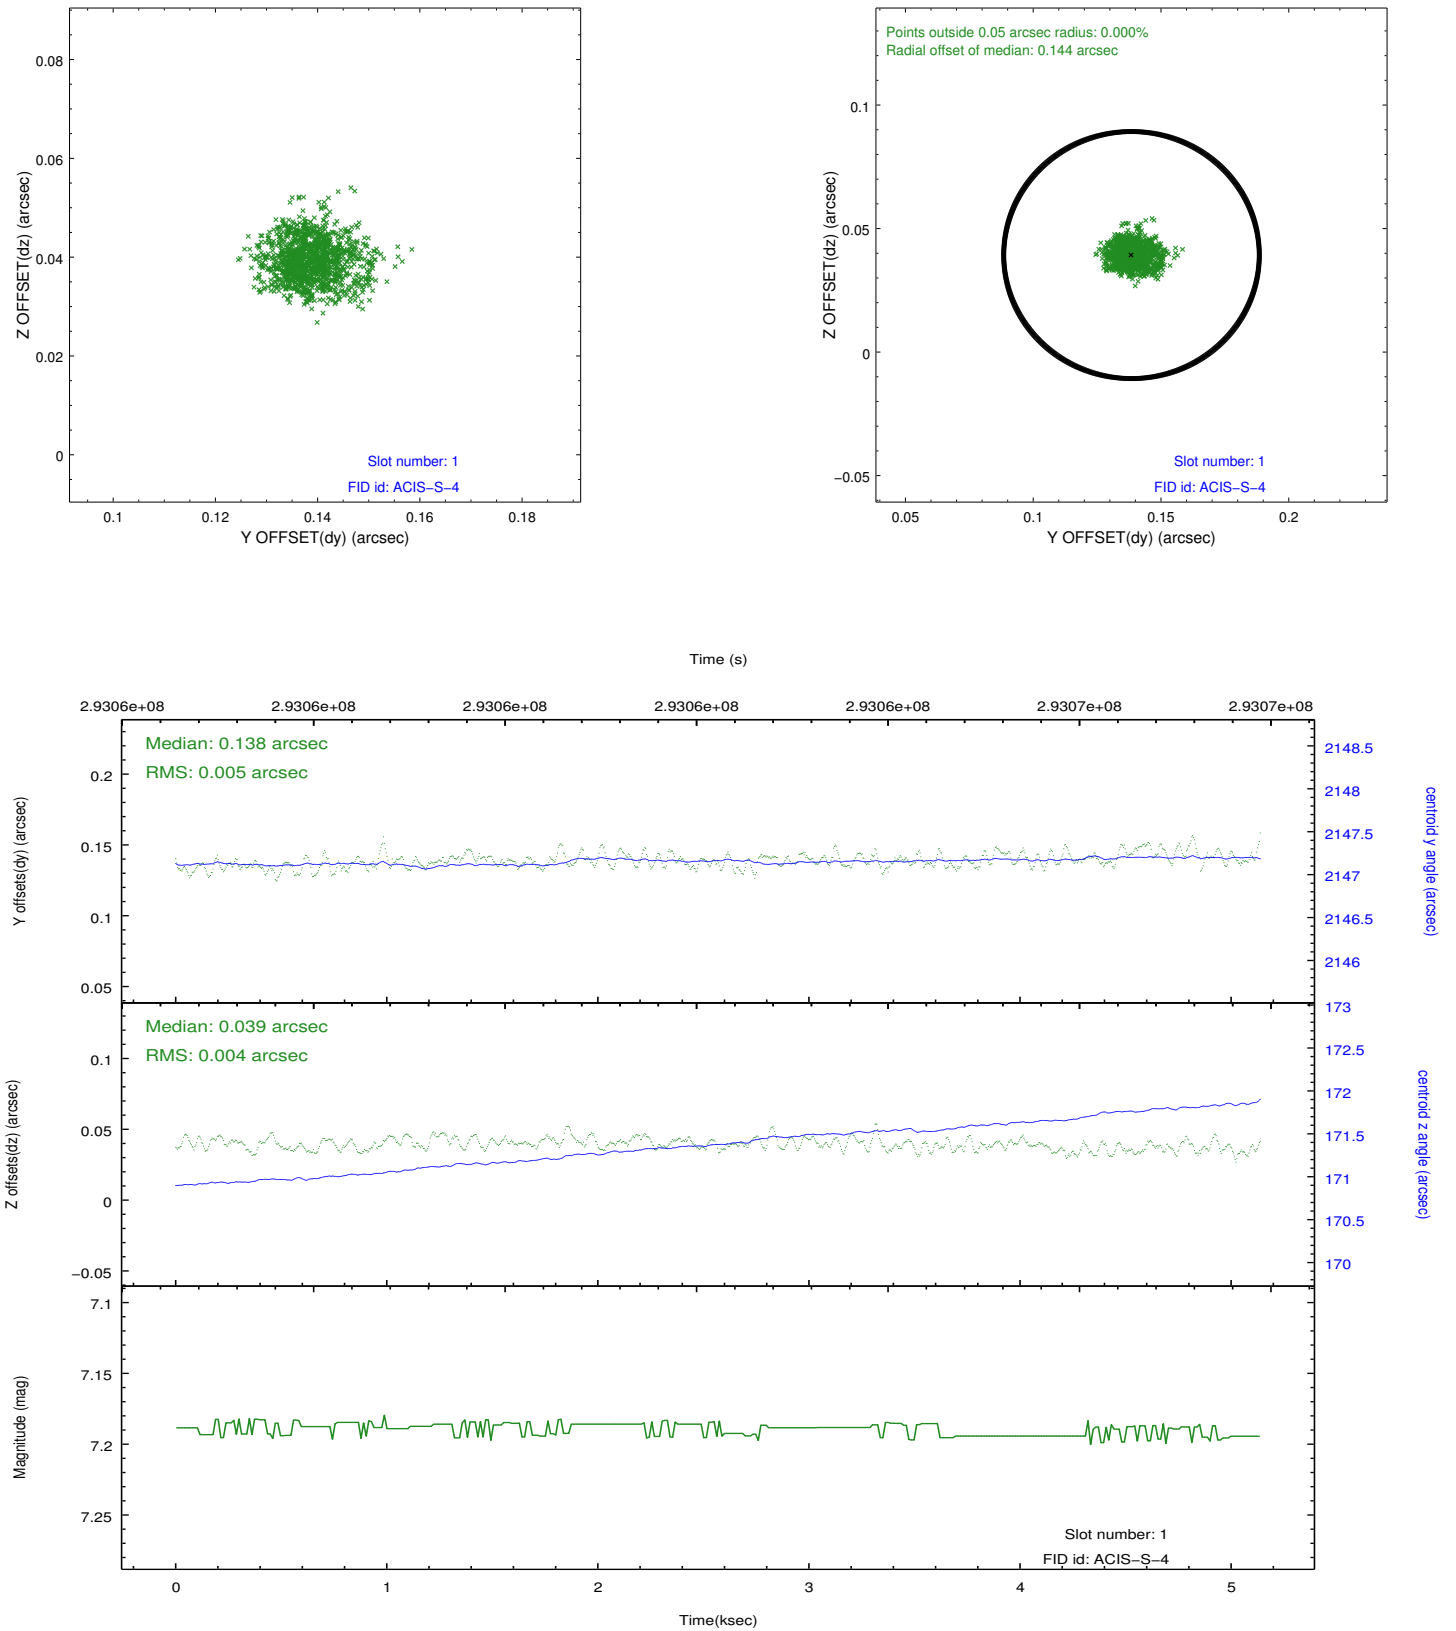 0.08
0.06
0.04
0.02
0
Z OFFSET(dz) (arcsec)
Slot number: 1
FID id: ACIS−S−4
0.1
0.12
0.14
0.16
0.18
Y OFFSET(dy) (arcsec)
Points outside 0.05 arcsec radius: 0.000%
Radial offset of median: 0.144 arcsec
0.1
0.05
0
−0.05
Z OFFSET(dz) (arcsec)
Slot number: 1
FID id: ACIS−S−4
0.05
0.1
0.15
0.2
Y OFFSET(dy) (arcsec)
Time (s)
2.9306e+08
2.9306e+08
2.9306e+08
2.9306e+08
2.9306e+08
2.9307e+08
2.9307e+08
Median: 0.138 arcsec
RMS: 0.005 arcsec
0.2
0.15
0.1
0.05
Y offsets(dy) (arcsec)
2148.5
2148
2147.5
2147
2146.5
2146
centroid y angle (arcsec)
Median: 0.039 arcsec
RMS: 0.004 arcsec
0.1
0.05
0
−0.05
Z offsets(dz) (arcsec)
173
172.5
172
171.5
171
170.5
170
centroid z angle (arcsec)
7.1
7.15
7.2
7.25
Magnitude (mag)
Slot number: 1
FID id: ACIS−S−4
0
1
2
3
4
5
Time(ksec)